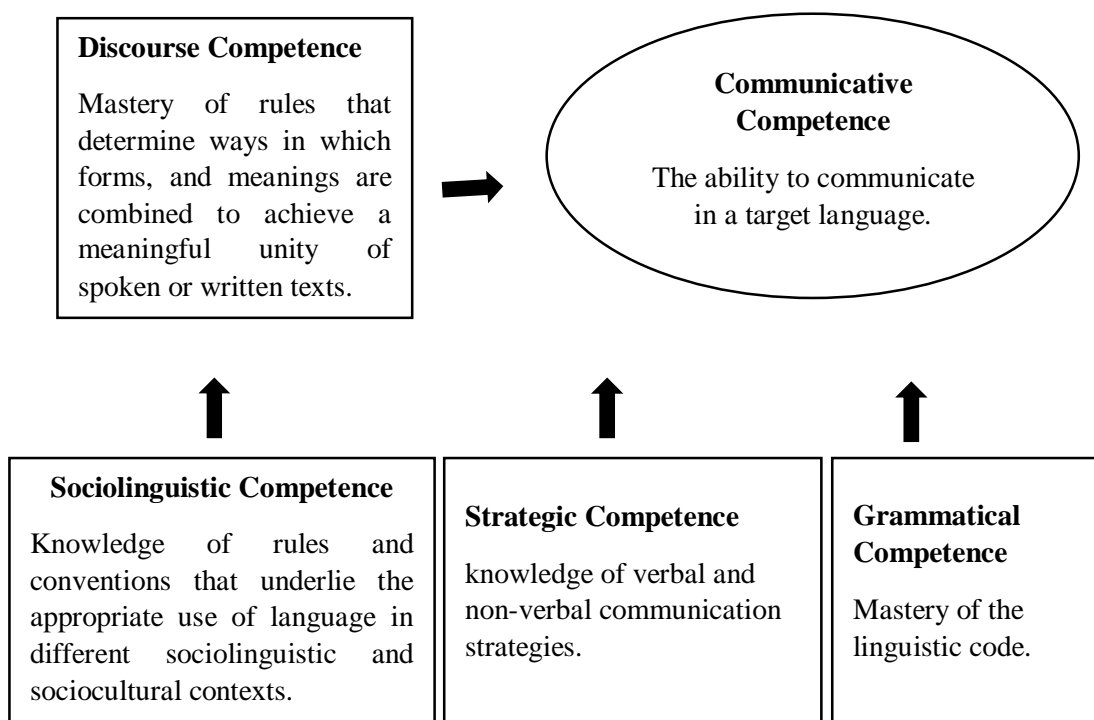 Discourse Competence
Mastery of rules that
determine ways in which
forms, and meanings are
combined to achieve a
meaningful unity of
spoken or written texts.
Communicative
Competence
The ability to communicate
in a target language.
Sociolinguistic Competence
Knowledge of rules and
conventions that underlie the
appropriate use of language in
different sociolinguistic and
sociocultural contexts.
Strategic Competence
knowledge of verbal and
non-verbal communication
strategies.
Grammatical
Competence
Mastery of the
linguistic code.